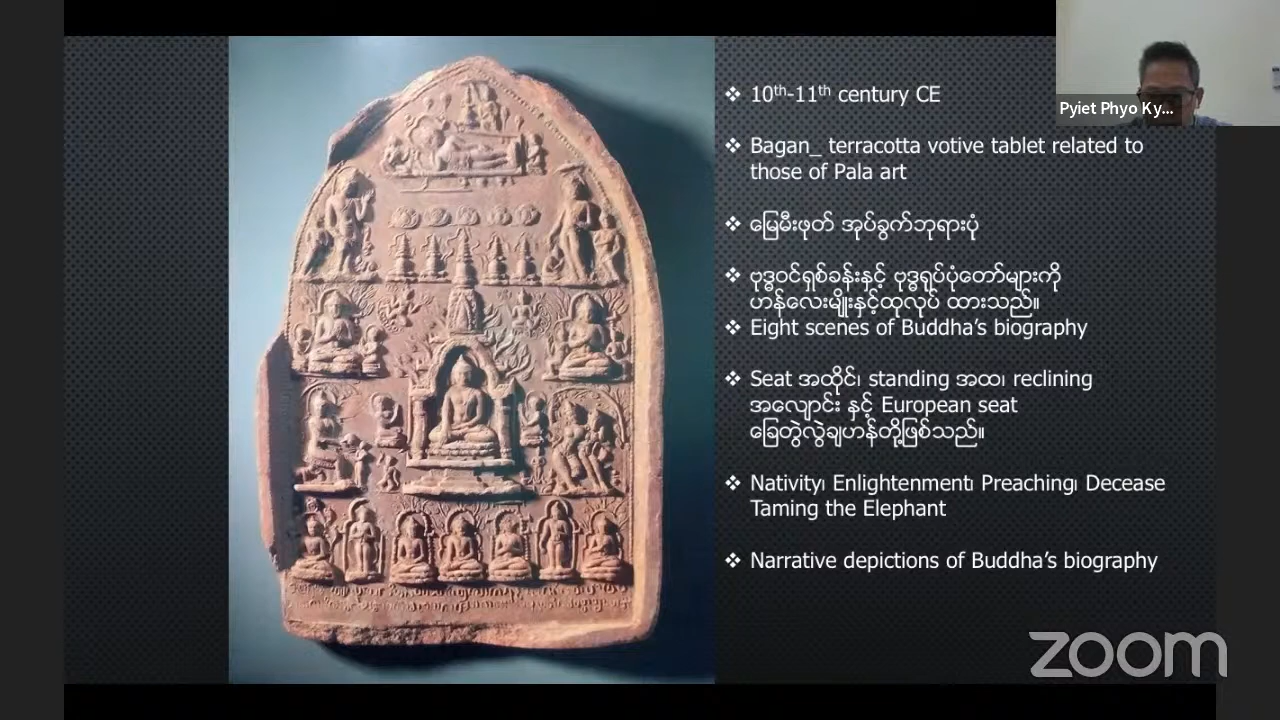 10th-11th century CE
Pyiet Phyo Ky...
Bagan_ terracotta votive tablet related to
those of Pala art
မြေမီးဖုတ် အုပ်ခွက်ဘုရားပုံ
ဗုဒ္ဓဝင်ရှစ်ခန်းနှင့် ဗုဒ္ဓရုပ်ပုံတော်များကို
ဟန်လေးမျိုးနှင့်ထုလုပ် ထားသည်။
Eight scenes of Buddha's biography
Seat အထိုင်၊ standing အထ၊ reclining
အလျောင်း နှင့် European seat
ခြေတွဲလွဲချဟန်တို့ဖြစ်သည်။
Nativity၊ Enlightenment၊ Preaching၊ Decease
Taming the Elephant
Narrative depictions of Buddha's biography
zoom